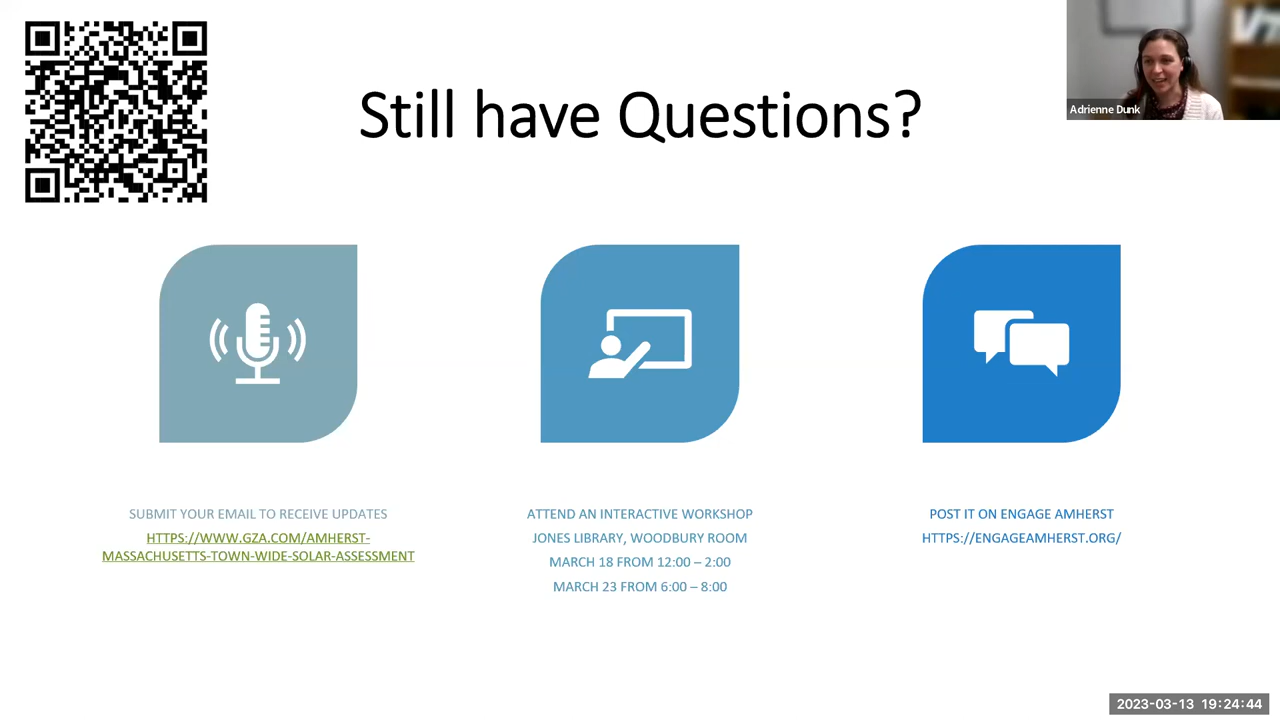 Still have Questions?
Adrienne Dunk
SUBMIT YOUR EMAIL TO RECEIVE UPDATES
HTTPS://WWW.GZA.COM/AMHERST-
MASSACHUSETTS-TOWN-WIDE-SOLAR-ASSESSMENT
ATTEND AN INTERACTIVE WORKSHOP
JONES LIBRARY, WOODBURY ROOM
MARCH 18 FROM 12:00 – 2:00
MARCH 23 FROM 6:00 – 8:00
POST IT ON ENGAGE AMHERST
HTTPS://ENGAGEAMHERST.ORG/
2023-03-13 19:24:44